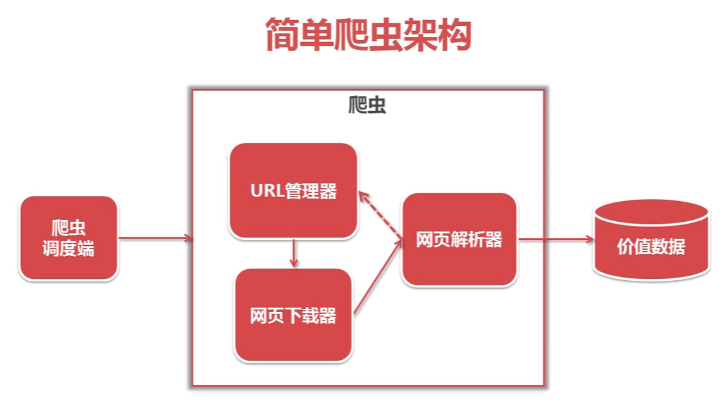 简单爬虫架构
爬虫
URL管理器
爬虫
调度端
网页解析器
价值数据
网页下载器